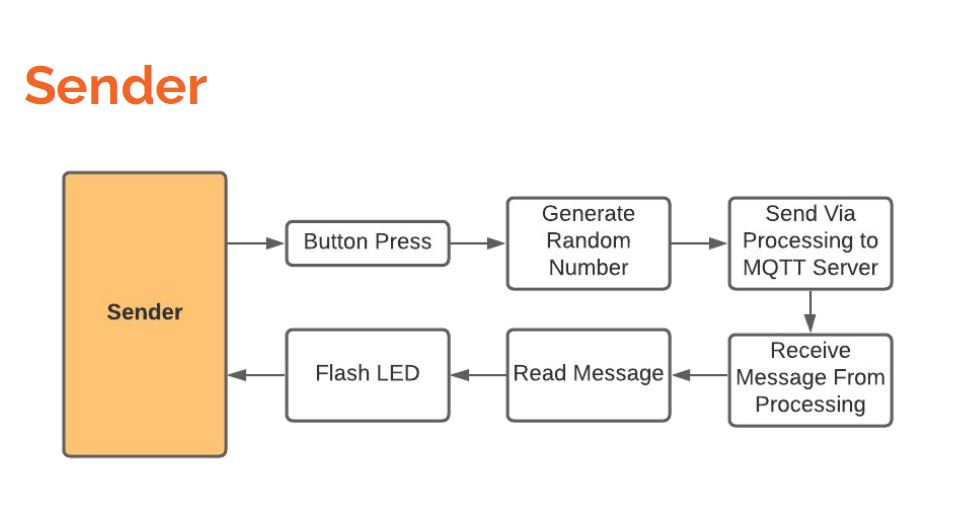 Sender
Sender
Button Press
Generate
Random
Number
Send Via
Processing to
MQTT Server
Receive
Message From
Processing
Read Message
Flash LED